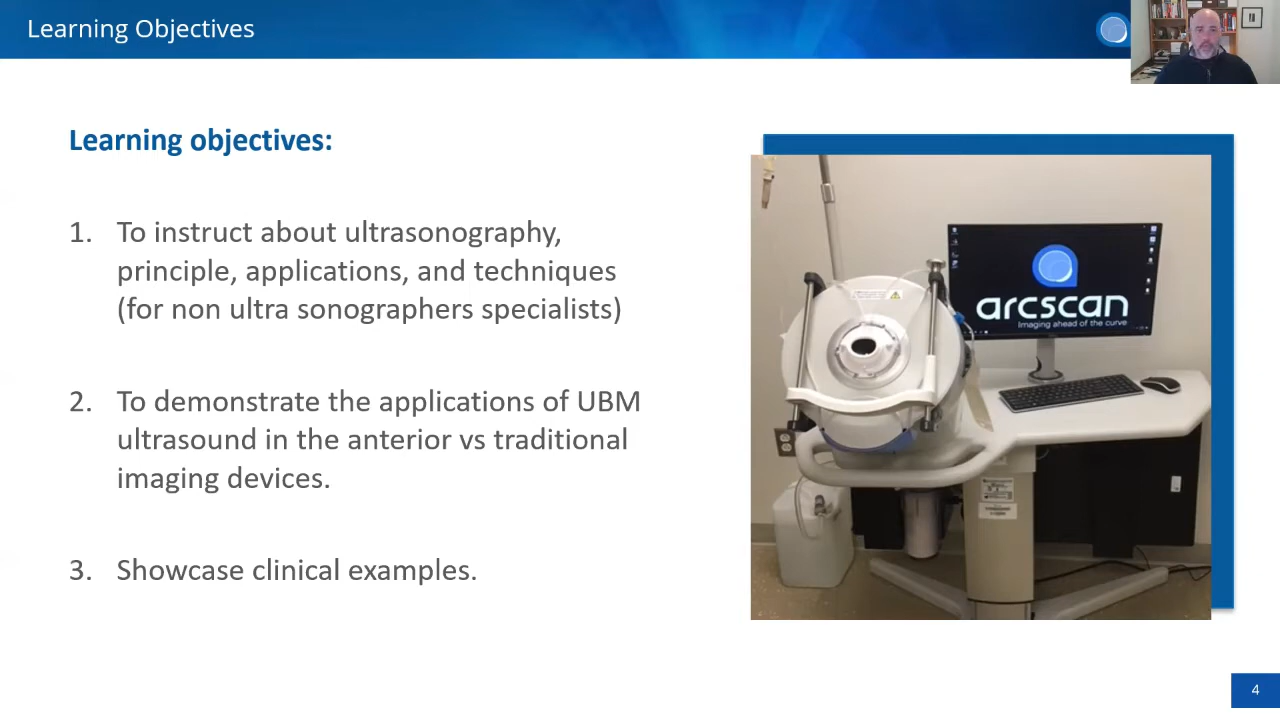 Learning Objectives
Learning objectives:
1. To instruct about ultrasonography,
principle, applications, and techniques
(for non ultra sonographers specialists)
2. To demonstrate the applications of UBM
ultrasound in the anterior vs traditional
imaging devices.
3. Showcase clinical examples.
arcscan
Imaging ahead of the curve
4